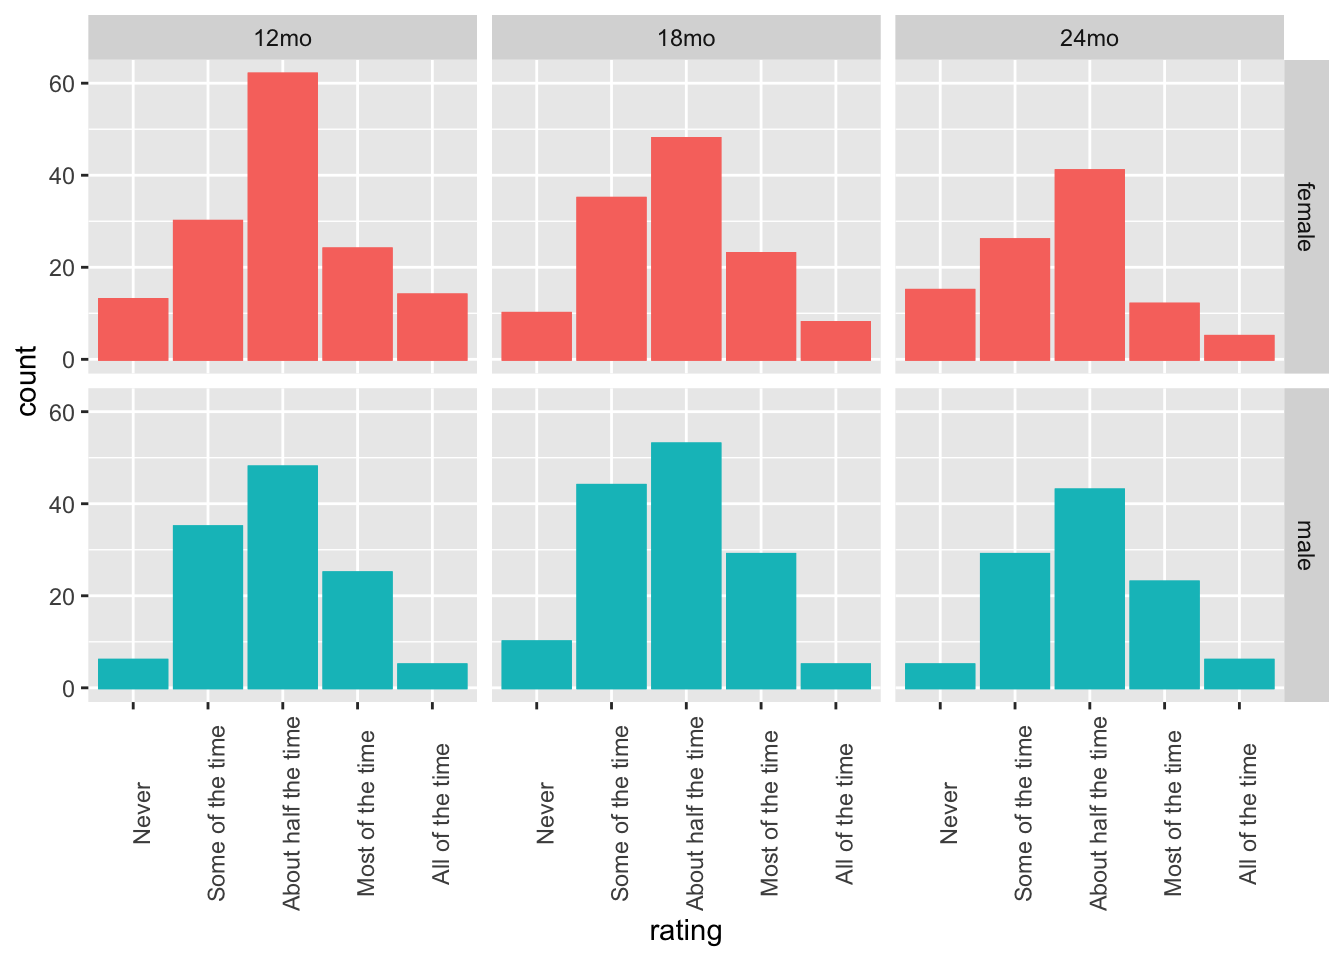 12mo
18mo
24mo
60
40
20
0
female
count
60
40
20
0
male
Never
Some of the time
About half the time
Most of the time
All of the time
Never
Some of the time
About half the time
Most of the time
All of the time
Never
Some of the time
About half the time
Most of the time
All of the time
rating